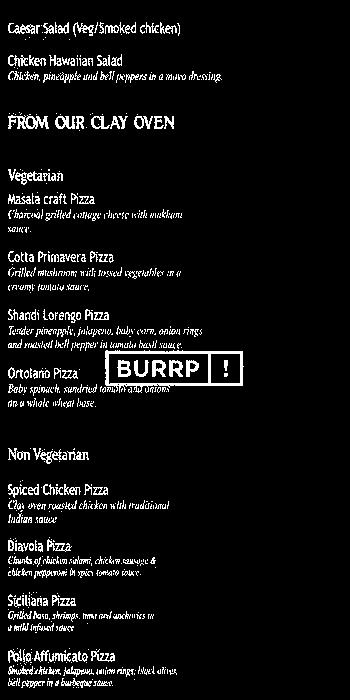 Caesar Salad (Veg/Smoked chicken)
Chicken Hawaiian Salad
Chicken, pineapple and bell peppers in a mayo dressing.
FROM OUR CLAY OVEN
Vegetarian
Masala craft Pizza
Charcoal grilled cottage cheese with makhani
sauce.
Cotta Primavera Pizza
Grilled mushroom with tossed vegetables in a
creamy tomato sauce.
Shandi Lorengo Pizza
Tender pineapple, jalapeno, baby corn, onion rings
and roasted bell pepper in tomato basil sauce.
BURRP !
Ortolano Pizza
Baby spinach, sundried tomato and onions
on a whole wheat base.
Non Vegetarian
Spiced Chicken Pizza
Clay oven roasted chicken with traditional
Indian sauce
Diavola Pizza
Chunks of chicken salami, chicken sausage &
chicken pepperoni in spicy tomato sauce.
Siciliana Pizza
Grilled basa, shrimps, tuna and anchovies in
a mild infused sauce
Pollo Affumicato Pizza
Smoked chicken, jalapeno, onion rings, black olives,
bell pepper in a barbeque sauce.